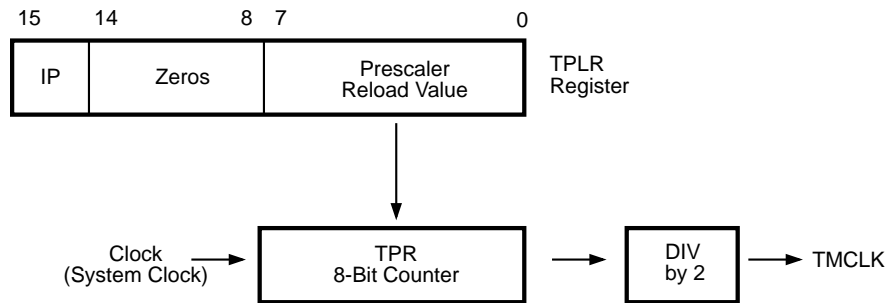 15 14 8 7 0
IP Zeros Prescaler TPLR
Reload Value Register
Clock TPR DIV
(System Clock) 8-Bit Counter by 2 TMCLK